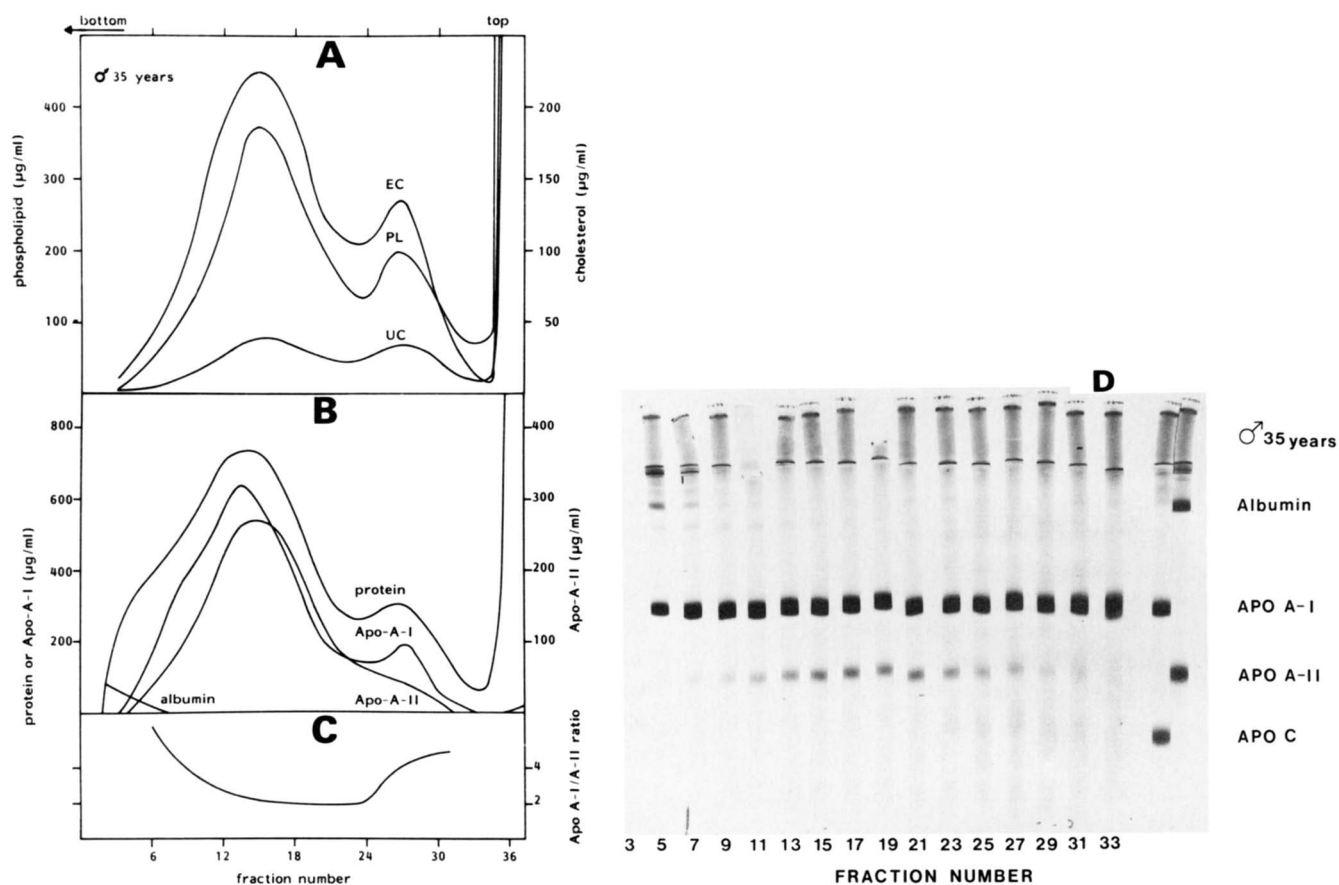 bottom
top
A
♂ 35 years
400
300
200
100
200
150
100
50
phospholipid (µg/ml)
cholesterol (µg/ml)
EC
PL
UC
B
800
600
400
200
400
300
200
100
protein or Apo-A-I (µg/ml)
Apo-A-II (µg/ml)
protein
Apo-A-I
Apo-A-II
albumin
C
4
2
Apo A-I/A-II ratio
6 12 18 24 30 36
fraction number
D
♂ 35 years
Albumin
APO A-I
APO A-II
APO C
3 5 7 9 11 13 15 17 19 21 23 25 27 29 31 33
FRACTION NUMBER